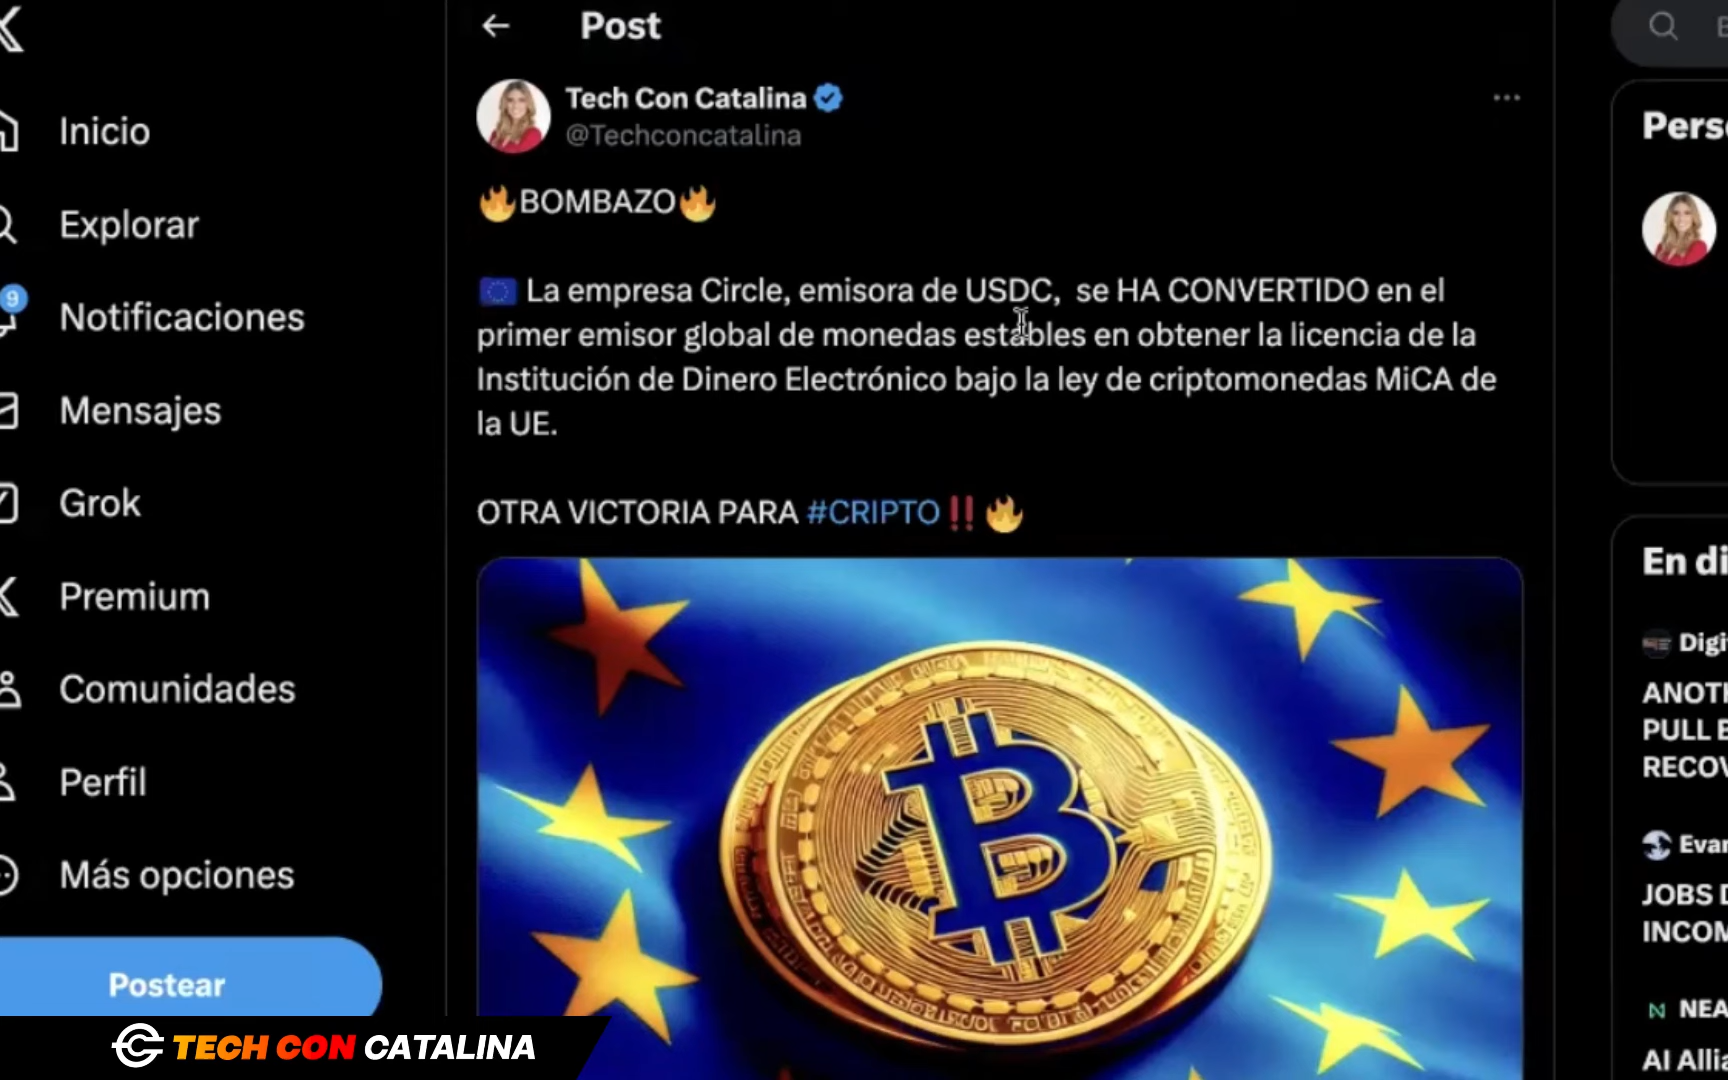 Post
Tech Con Catalina
@Techconcatalina
🔥BOMBAZO🔥
🇪🇺 La empresa Circle, emisora de USDC, se HA CONVERTIDO en el
primer emisor global de monedas estables en obtener la licencia de la
Institución de Dinero Electrónico bajo la ley de criptomonedas MiCA de
la UE.
OTRA VICTORIA PARA #CRIPTO‼️🔥
Inicio
Explorar
9
Notificaciones
Mensajes
Grok
Premium
Comunidades
Perfil
Más opciones
Postear
TECH CON CATALINA
Pers
En di
Digi
ANOT
PULL
RECOV
Evan
JOBS
INCOM
NEA
AI Alli